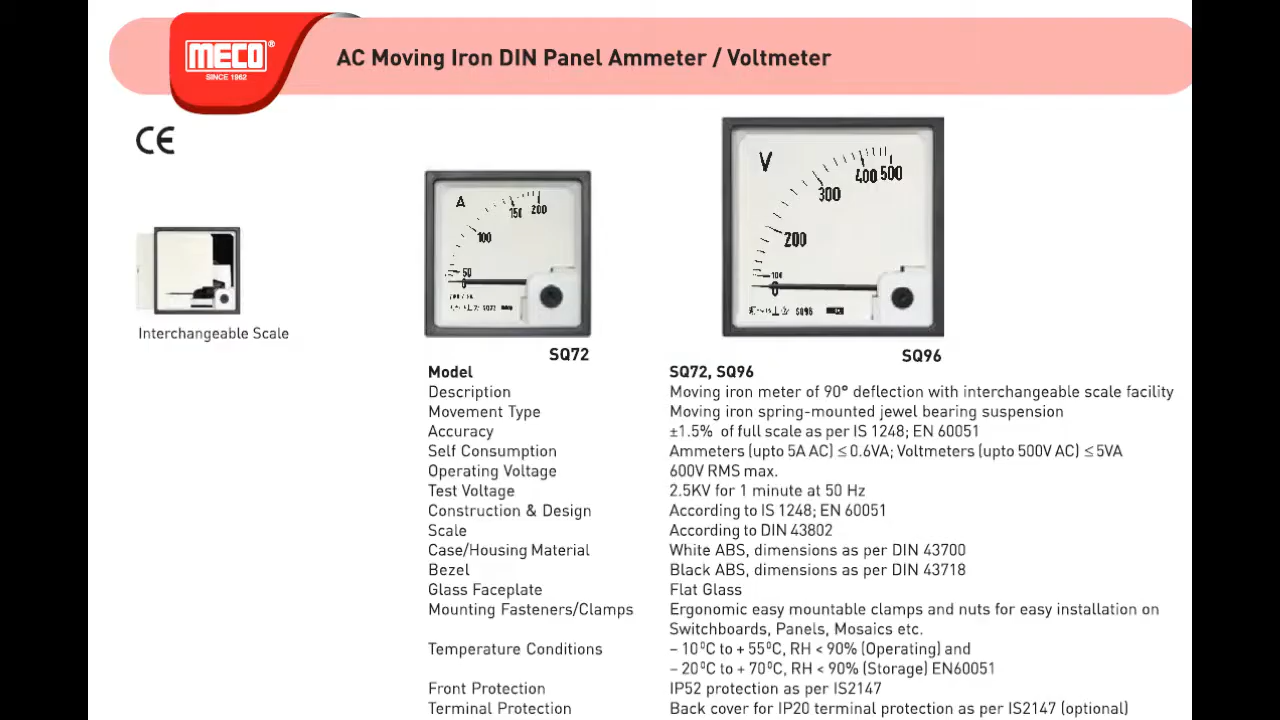 MECO®
SINCE 1962
AC Moving Iron DIN Panel Ammeter / Voltmeter
CE
A
50
100
150
200
0
SQ72
V
100
200
300
400
500
0
SQ96
Interchangeable Scale
SQ72
SQ96
Model SQ72, SQ96
Description Moving iron meter of 90° deflection with interchangeable scale facility
Movement Type Moving iron spring-mounted jewel bearing suspension
Accuracy ±1.5% of full scale as per IS 1248; EN 60051
Self Consumption Ammeters (upto 5A AC) ≤ 0.6VA; Voltmeters (upto 500V AC) ≤ 5VA
Operating Voltage 600V RMS max.
Test Voltage 2.5KV for 1 minute at 50 Hz
Construction & Design According to IS 1248; EN 60051
Scale According to DIN 43802
Case/Housing Material White ABS, dimensions as per DIN 43700
Bezel Black ABS, dimensions as per DIN 43718
Glass Faceplate Flat Glass
Mounting Fasteners/Clamps Ergonomic easy mountable clamps and nuts for easy installation on
Switchboards, Panels, Mosaics etc.
Temperature Conditions – 10⁰C to + 55⁰C, RH < 90% (Operating) and
– 20⁰C to + 70⁰C, RH < 90% (Storage) EN60051
Front Protection IP52 protection as per IS2147
Terminal Protection Back cover for IP20 terminal protection as per IS2147 (optional)